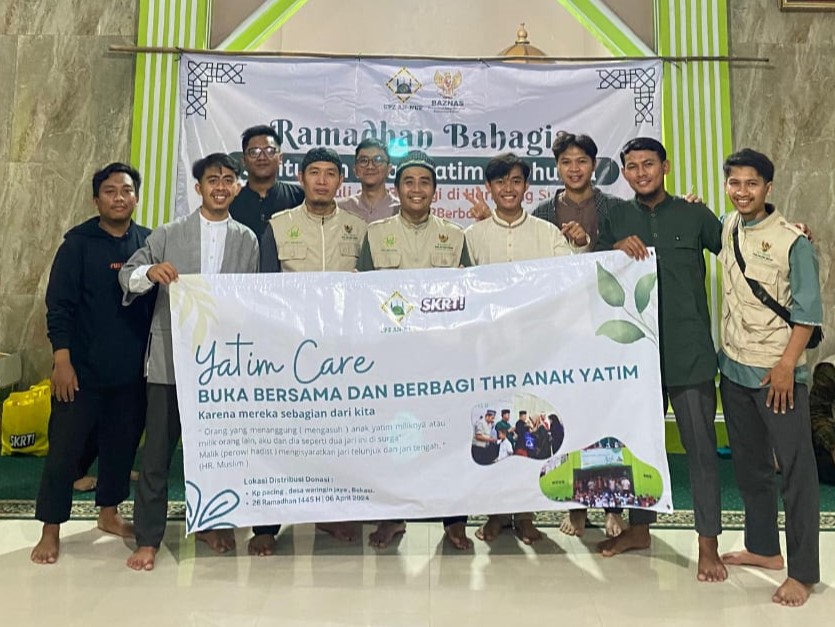 BAZNAS
Ramadhan Bahagia
SKRT!
Yatim Care
BUKA BERSAMA DAN BERBAGI THR ANAK YATIM
Karena mereka sebagian dari kita
" Orang yang menanggung ( mengasuh ) anak yatim miliknya atau
milik orang lain, aku dan dia seperti dua jari ini di surga"
Malik (perowi hadist ) mengisyaratkan jari telunjuk dan jari tengah. "
(HR. Muslim )
Lokasi Distribusi Donasi :
• Kp pacing , desa waringin jaya , Bekasi.
• 26 Ramadhan 1445 H | 06 April 2024
SKRT!